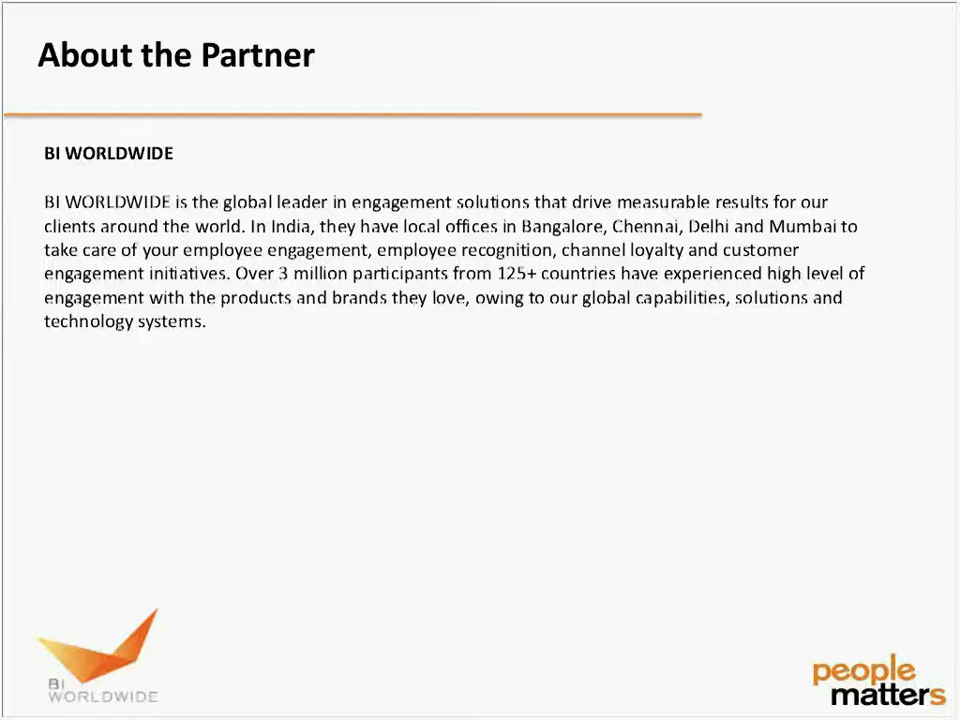 About the Partner
BI WORLDWIDE
BI WORLDWIDE is the global leader in engagement solutions that drive measurable results for our
clients around the world. In India, they have local offices in Bangalore, Chennai, Delhi and Mumbai to
take care of your employee engagement, employee recognition, channel loyalty and customer
engagement initiatives. Over 3 million participants from 125+ countries have experienced high level of
engagement with the products and brands they love, owing to our global capabilities, solutions and
technology systems.
BI
WORLDWIDE
people
matters